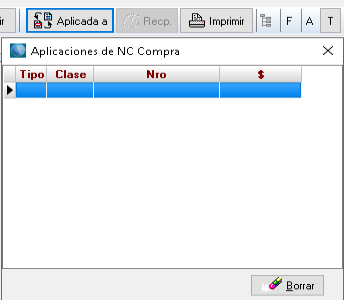 ir Aplicada a Recp. Imprimir F A T
Aplicaciones de NC Compra
Tipo Clase Nro $
Borrar